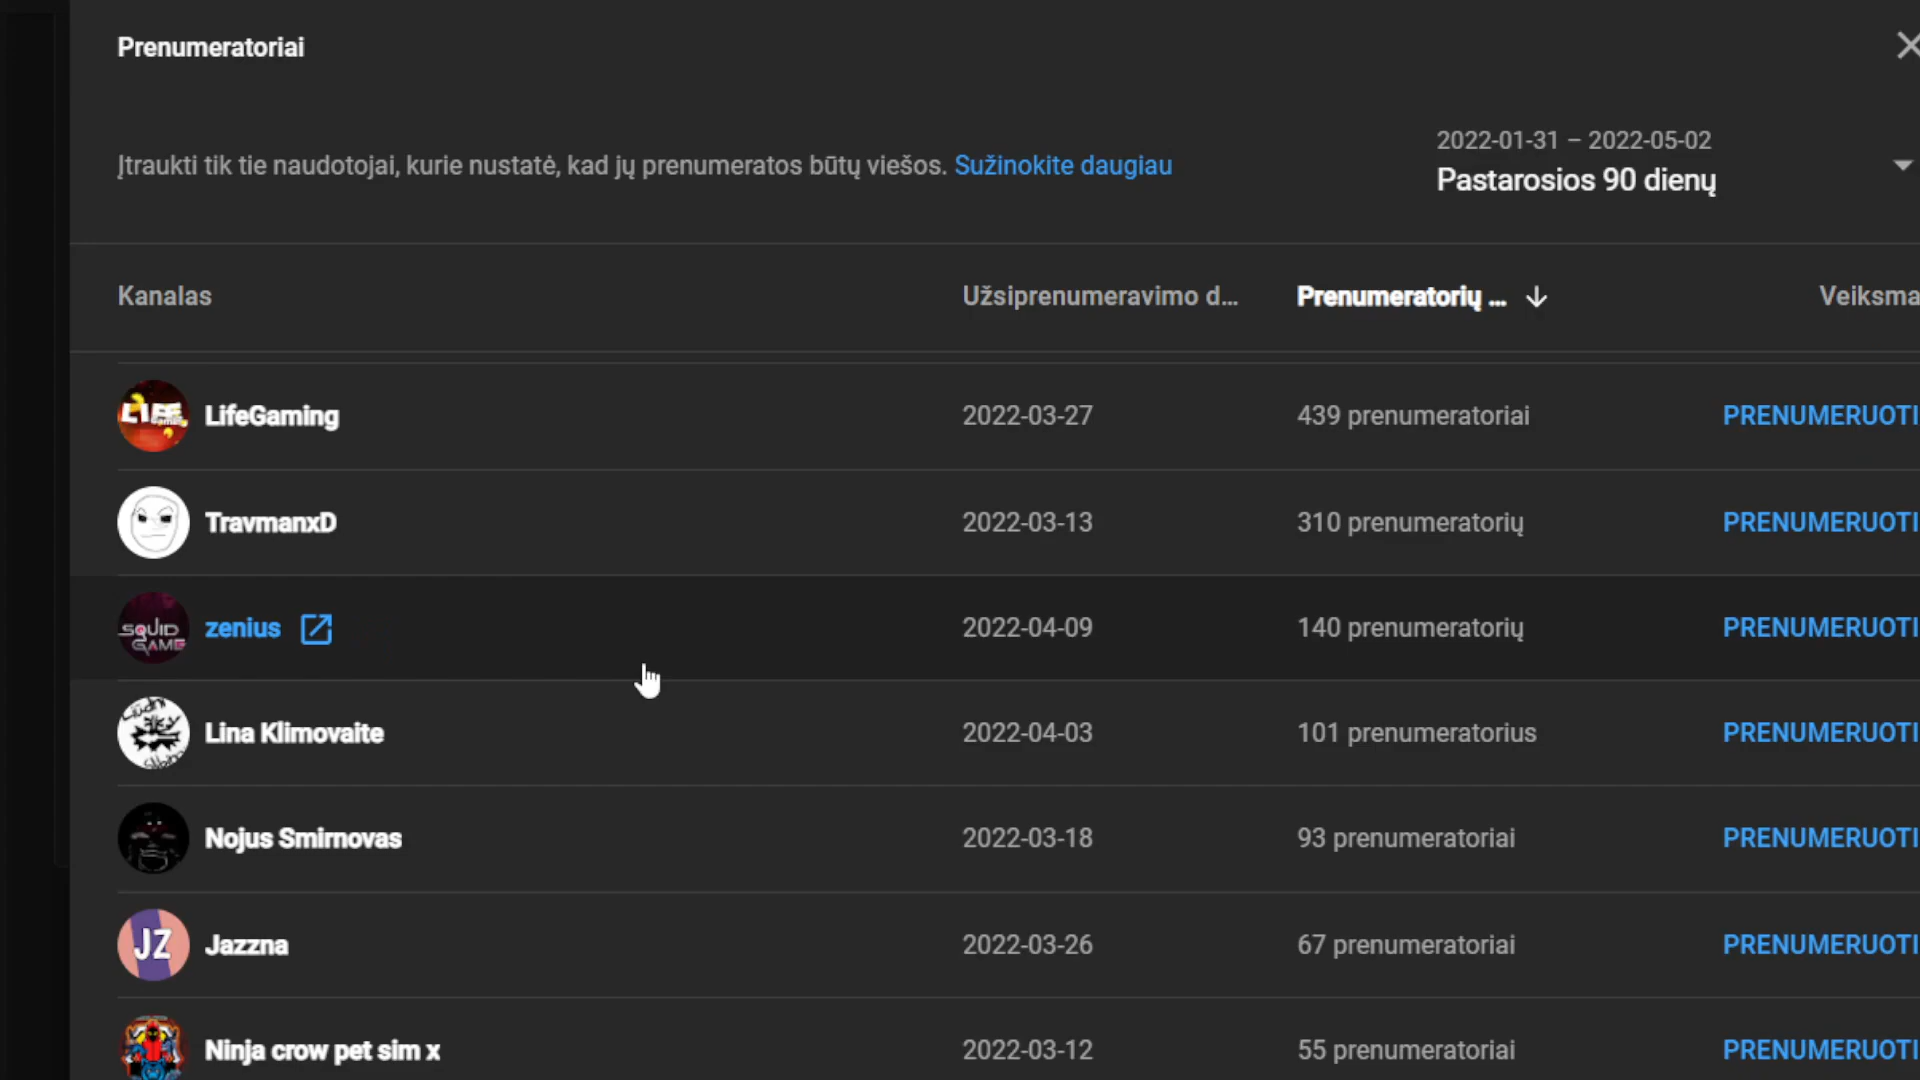 Prenumeratoriai
Įtraukti tik tie naudotojai, kurie nustatė, kad jų prenumeratos būtų viešos. Sužinokite daugiau
2022-01-31 – 2022-05-02
Pastarosios 90 dienų
Kanalas Užsiprenumeravimo d... Prenumeratorių ... Veiksma
LIFE LifeGaming 2022-03-27 439 prenumeratoriai PRENUMERUOTI
TravmanxD 2022-03-13 310 prenumeratorių PRENUMERUOTI
SQUID GAME zenius 2022-04-09 140 prenumeratorių PRENUMERUOTI
Lina Klimovaite 2022-04-03 101 prenumeratorius PRENUMERUOTI
Nojus Smirnovas 2022-03-18 93 prenumeratoriai PRENUMERUOTI
JZ Jazzna 2022-03-26 67 prenumeratoriai PRENUMERUOTI
Ninja crow pet sim x 2022-03-12 55 prenumeratoriai PRENUMERUOTI